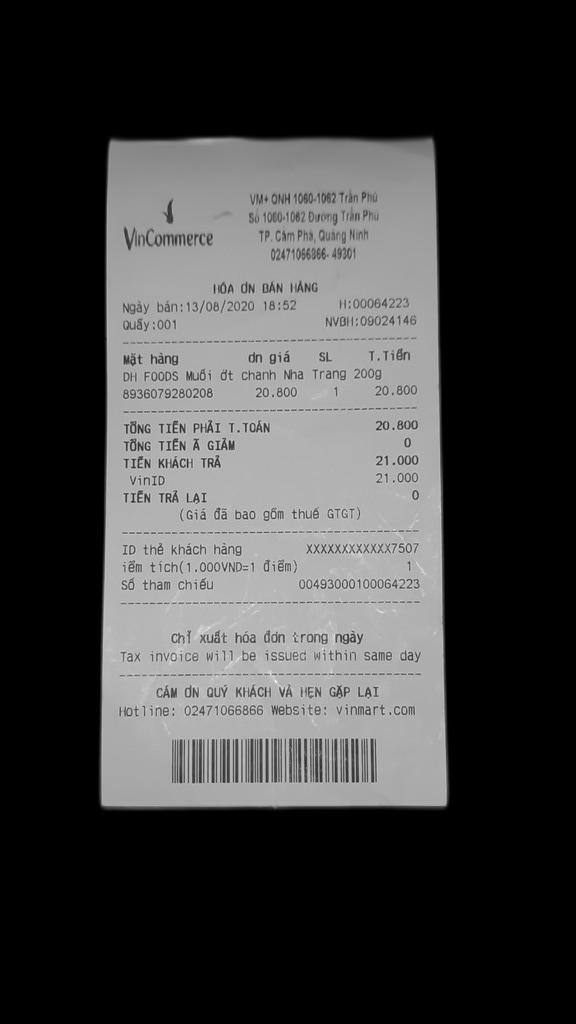 VinCommerce
VM+ QNH 1060-1062 Trần Phú
Số 1060-1062 Đường Trần Phú
TP. Cẩm Phả, Quảng Ninh
02471066866- 49301
HÓA ƠN BÁN HÀNG
Ngày bán:13/08/2020 18:52 H:00064223
Quầy:001 NVBH:09024146
Mặt hàng ơn giá SL T.Tiền
DH FOODS Muối ớt chanh Nha Trang 200g
8936079280208 20.800 1 20.800
TỔNG TIỀN PHẢI T.TOÁN 20.800
TỔNG TIỀN Ã GIẢM 0
TIỀN KHÁCH TRẢ 21.000
VinID 21.000
TIỀN TRẢ LẠI 0
(Giá đã bao gồm thuế GTGT)
ID thẻ khách hàng XXXXXXXXXXXX7507
iểm tích(1.000VND=1 điểm) 1
Số tham chiếu 00493000100064223
Chỉ xuất hóa đơn trong ngày
Tax invoice will be issued within same day
CẢM ƠN QUÝ KHÁCH VÀ HẸN GẶP LẠI
Hotline: 02471066866 Website: vinmart.com